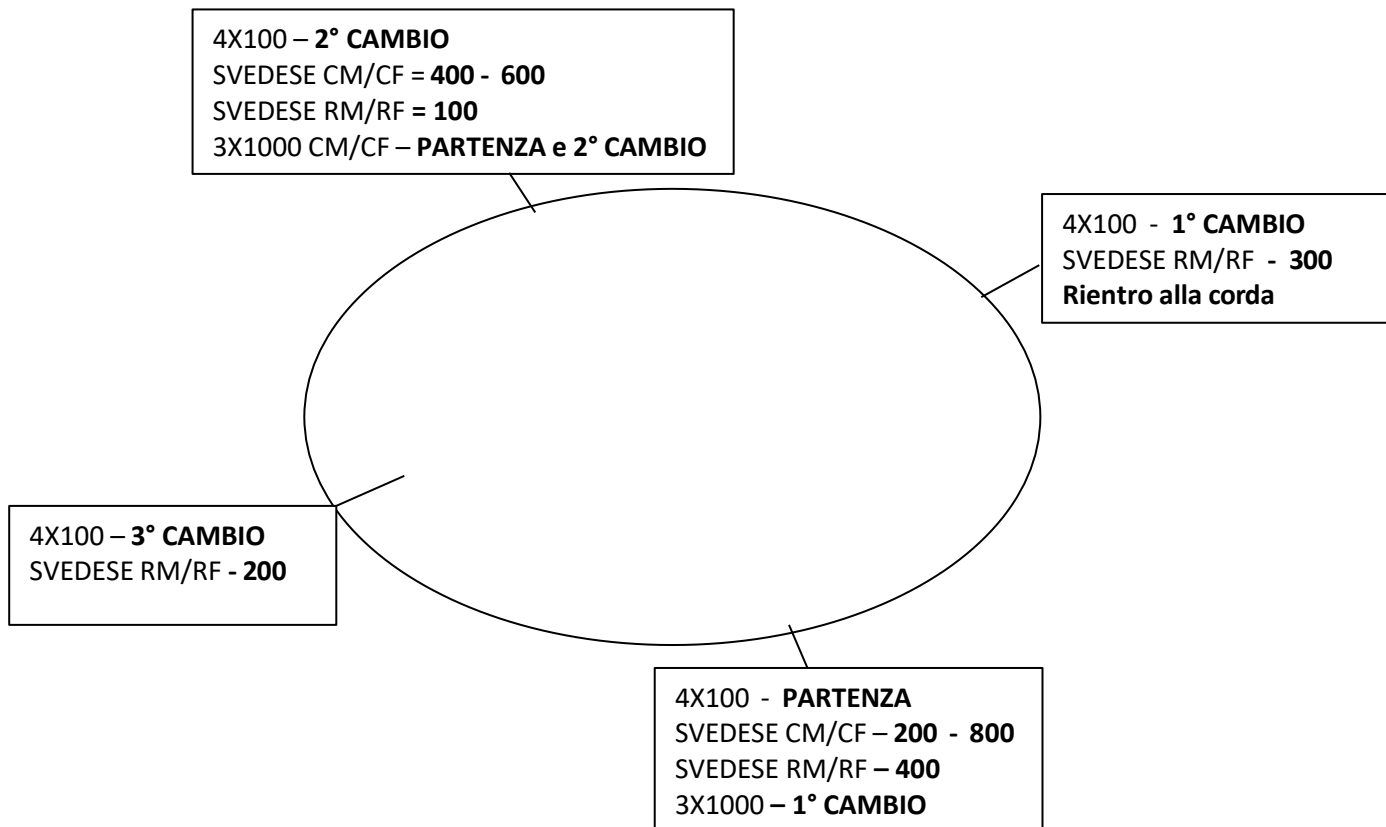 4X100 – 2° CAMBIO
SVEDESE CM/CF = 400 - 600
SVEDESE RM/RF = 100
3X1000 CM/CF – PARTENZA e 2° CAMBIO
4X100 - 1° CAMBIO
SVEDESE RM/RF - 300
Rientro alla corda
4X100 – 3° CAMBIO
SVEDESE RM/RF - 200
4X100 - PARTENZA
SVEDESE CM/CF – 200 - 800
SVEDESE RM/RF – 400
3X1000 – 1° CAMBIO